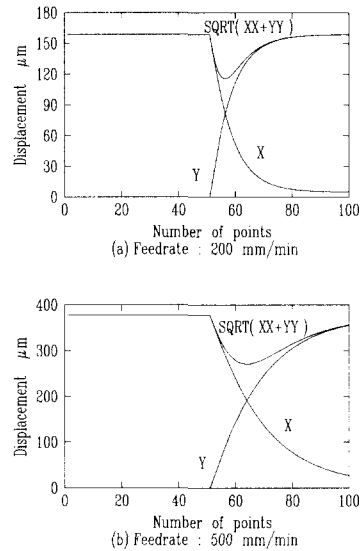 180
150
120
90
60
30
0
Displacement μm
SQRT(XX+YY)
X
Y
0 20 40 60 80 100
Number of points
(a) Feedrate : 200 mm/min
400
300
200
100
0
Displacement μm
SQRT(XX+YY)
X
Y
0 20 40 60 80 100
Number of points
(b) Feedrate : 500 mm/min